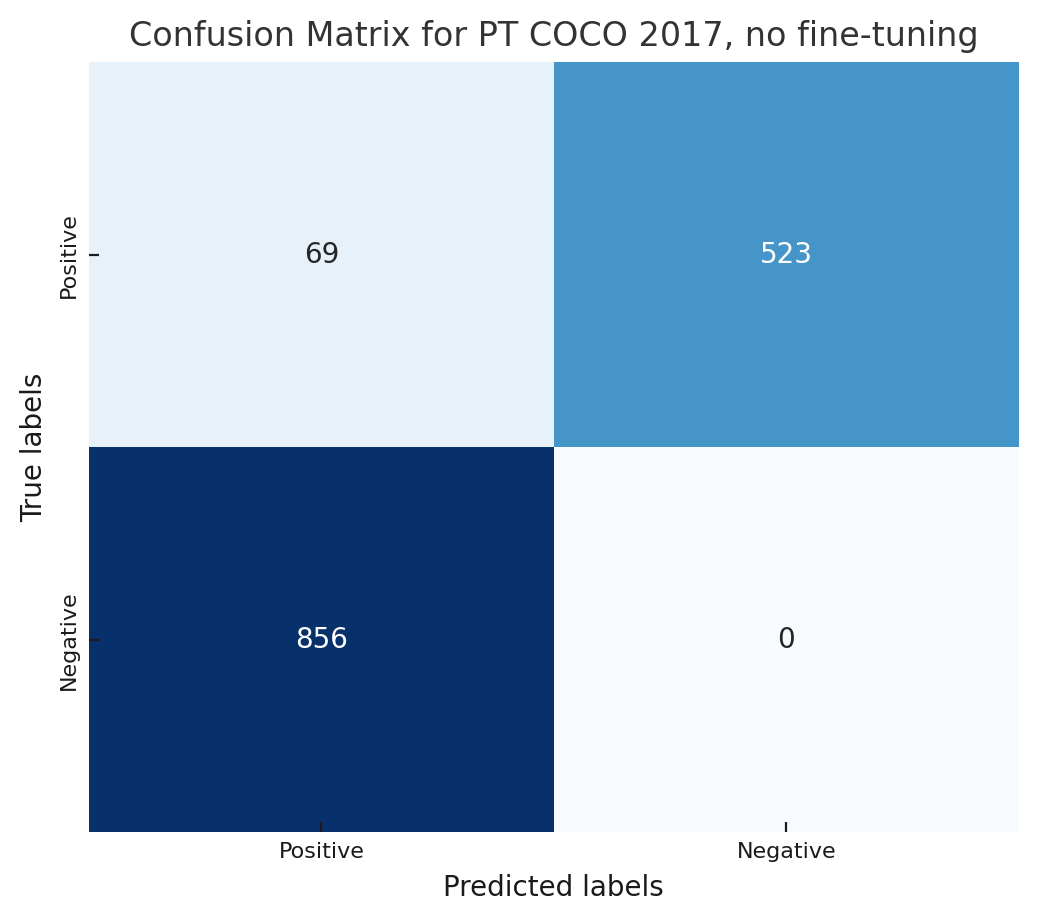 Confusion Matrix for PT COCO 2017, no fine-tuning
True labels
Positive
69
523
Negative
856
0
Positive
Negative
Predicted labels